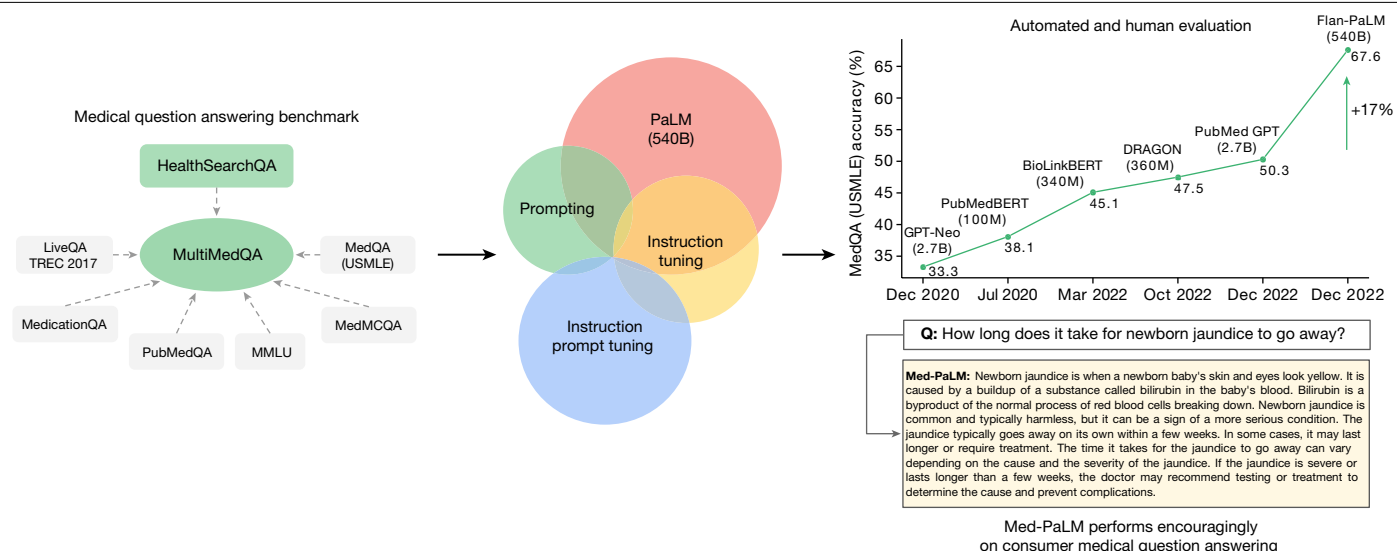 Medical question answering benchmark
HealthSearchQA
MultiMedQA
LiveQA
TREC 2017
MedQA
(USMLE)
MedicationQA
PubMedQA
MMLU
MedMCQA
PaLM
(540B)
Prompting
Instruction
tuning
Instruction
prompt tuning
Automated and human evaluation
MedQA (USMLE) accuracy (%)
65
60
55
50
45
40
35
GPT-Neo
(2.7B)
33.3
PubMedBERT
(100M)
38.1
BioLinkBERT
(340M)
45.1
DRAGON
(360M)
47.5
PubMed GPT
(2.7B)
50.3
Flan-PaLM
(540B)
67.6
+17%
Dec 2020 Jul 2020 Mar 2022 Oct 2022 Dec 2022 Dec 2022
Q: How long does it take for newborn jaundice to go away?
Med-PaLM: Newborn jaundice is when a newborn baby's skin and eyes look yellow. It is
caused by a buildup of a substance called bilirubin in the baby's blood. Bilirubin is a
byproduct of the normal process of red blood cells breaking down. Newborn jaundice is
common and typically harmless, but it can be a sign of a more serious condition. The
jaundice typically goes away on its own within a few weeks. In some cases, it may last
longer or require treatment. The time it takes for the jaundice to go away can vary
depending on the cause and the severity of the jaundice. If the jaundice is severe or
lasts longer than a few weeks, the doctor may recommend testing or treatment to
determine the cause and prevent complications.
Med-PaLM performs encouragingly
on consumer medical question answering